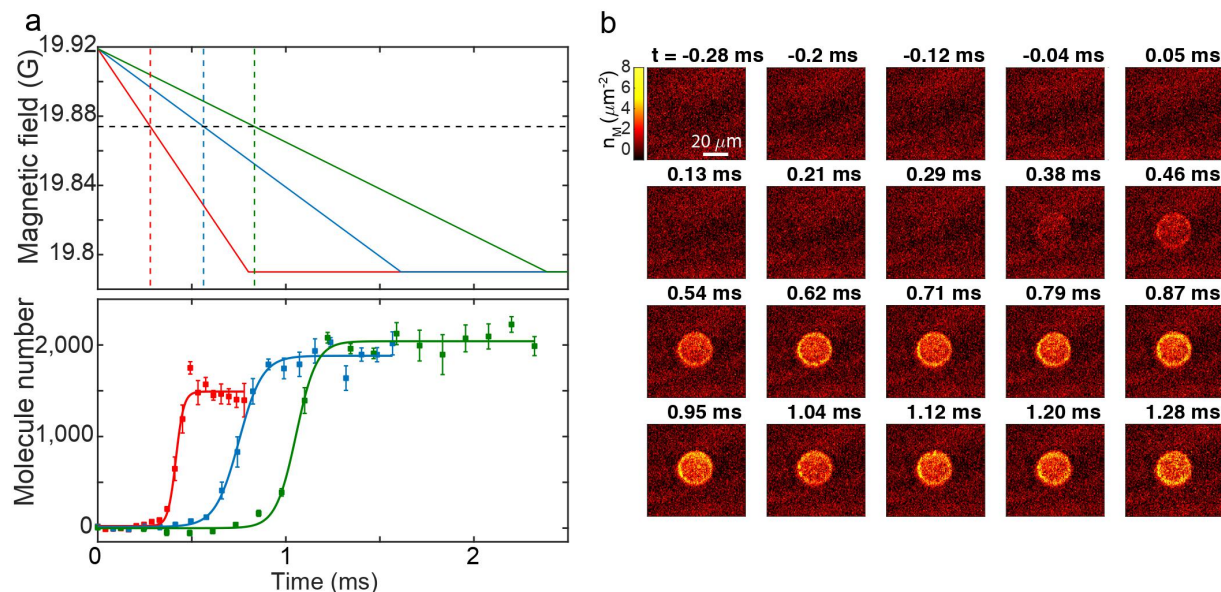 a
Magnetic field (G)
19.92
19.88
19.84
19.8
Molecule number
2,000
1,000
0
0
1
2
Time (ms)
b
t = -0.28 ms
-0.2 ms
-0.12 ms
-0.04 ms
0.05 ms
n_M (μm⁻²)
8
6
4
2
0
20 μm
0.13 ms
0.21 ms
0.29 ms
0.38 ms
0.46 ms
0.54 ms
0.62 ms
0.71 ms
0.79 ms
0.87 ms
0.95 ms
1.04 ms
1.12 ms
1.20 ms
1.28 ms